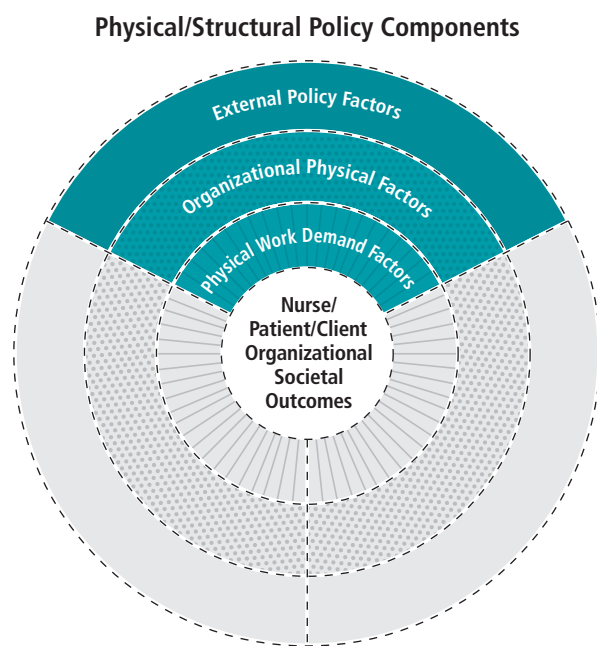 Physical/Structural Policy Components
External Policy Factors
Organizational Physical Factors
Physical Work Demand Factors
Nurse/
Patient/Client
Organizational
Societal
Outcomes